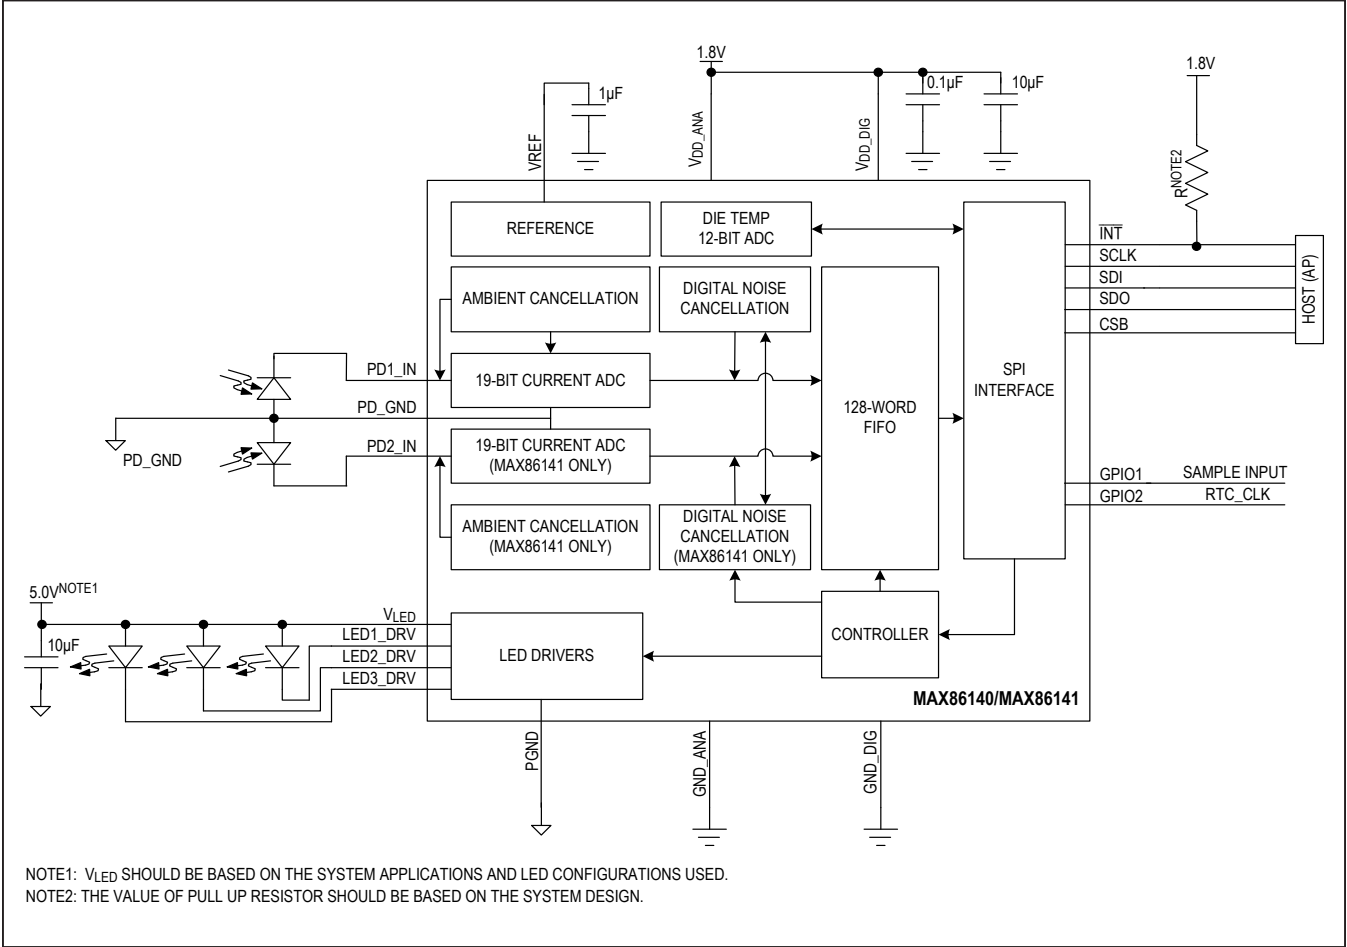 1.8V
1µF
0.1µF
10µF
1.8V
VREF
VDD_ANA
VDD_DIG
RNOTE2
REFERENCE
DIE TEMP
12-BIT ADC
INT
SCLK
SDI
SDO
CSB
HOST (AP)
AMBIENT CANCELLATION
DIGITAL NOISE
CANCELLATION
SPI
INTERFACE
PD1_IN
19-BIT CURRENT ADC
PD_GND
128-WORD
FIFO
PD2_IN
19-BIT CURRENT ADC
(MAX86141 ONLY)
PD_GND
GPIO1
SAMPLE INPUT
GPIO2
RTC_CLK
AMBIENT CANCELLATION
(MAX86141 ONLY)
DIGITAL NOISE
CANCELLATION
(MAX86141 ONLY)
5.0VNOTE1
10µF
VLED
LED1_DRV
LED2_DRV
LED3_DRV
LED DRIVERS
CONTROLLER
MAX86140/MAX86141
PGND
GND_ANA
GND_DIG
NOTE1: VLED SHOULD BE BASED ON THE SYSTEM APPLICATIONS AND LED CONFIGURATIONS USED.
NOTE2: THE VALUE OF PULL UP RESISTOR SHOULD BE BASED ON THE SYSTEM DESIGN.